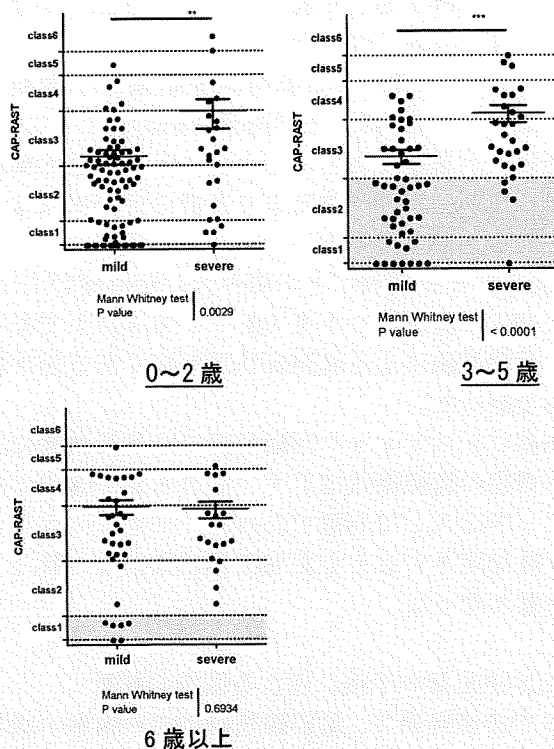 **
class6
class5
class4
class3
class2
class1
CAP-RAST
mild severe
Mann Whitney test
P value 0.0029
0~2 歳
***
class6
class5
class4
class3
class2
class1
CAP-RAST
mild severe
Mann Whitney test
P value < 0.0001
3~5 歳
class6
class5
class4
class3
class2
class1
CAP-RAST
mild severe
Mann Whitney test
P value 0.6934
6 歳以上